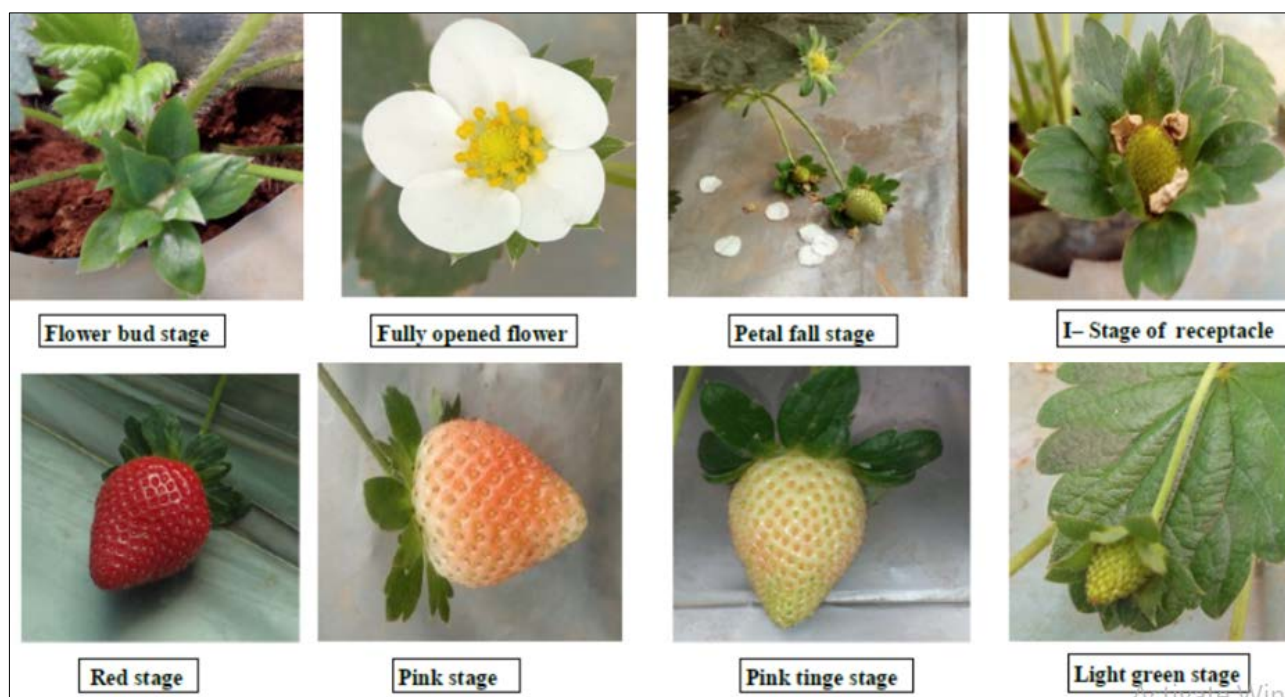 Flower bud stage
Fully opened flower
Petal fall stage
I– Stage of receptacle
Red stage
Pink stage
Pink tinge stage
Light green stage